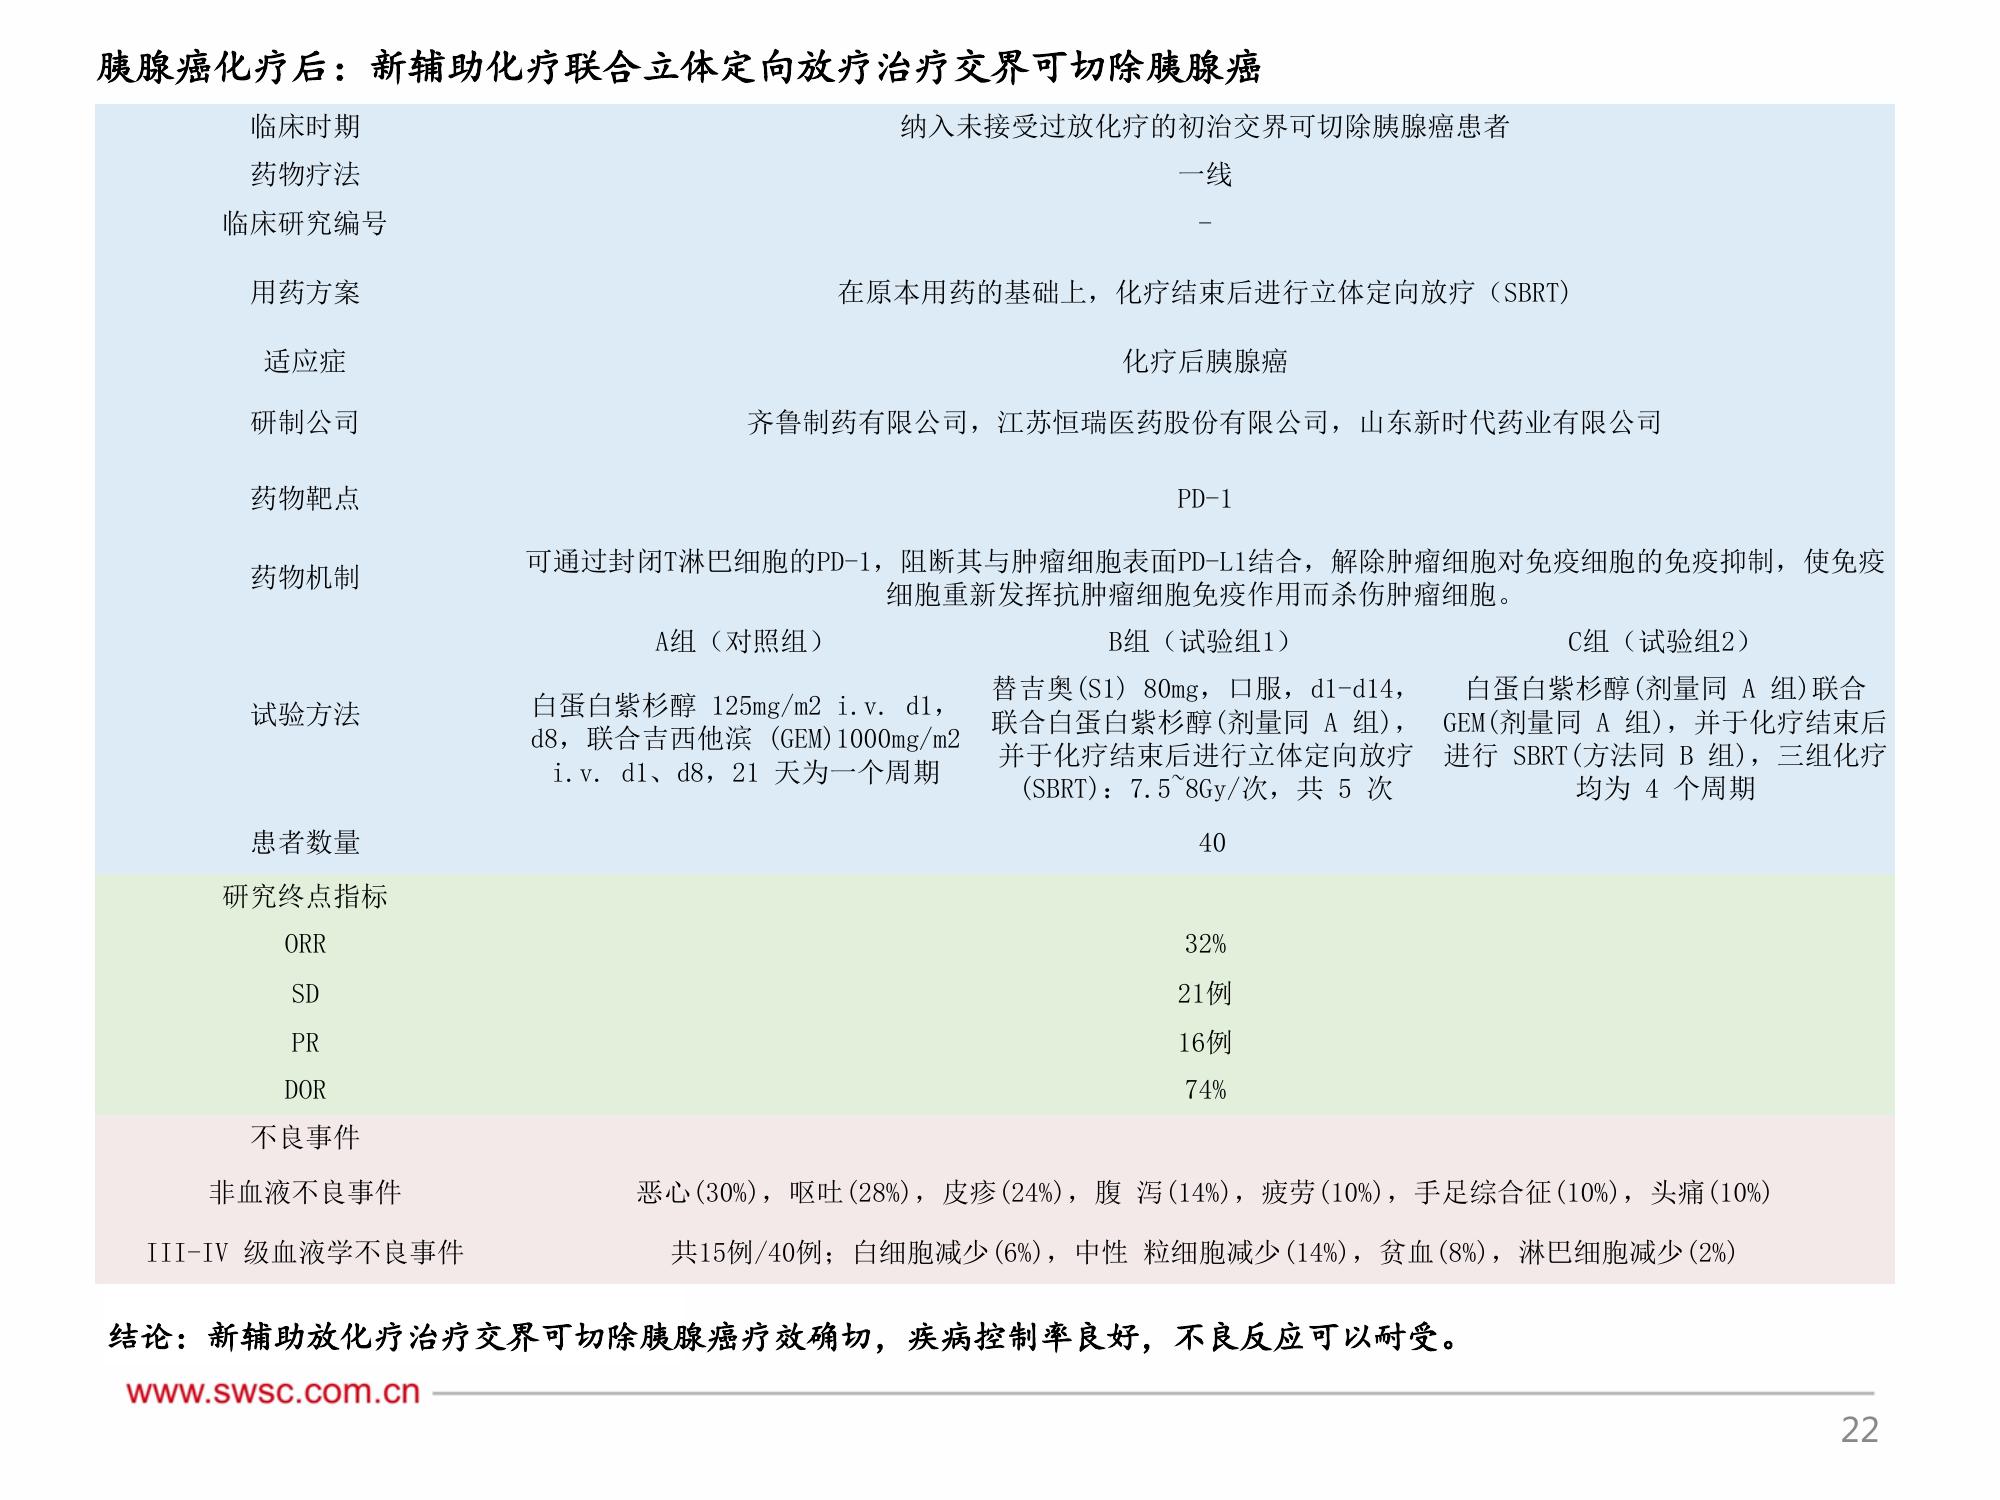 胰腺癌化疗后：新辅助化疗联合立体定向放疗治疗交界可切除胰腺癌
临床时期 纳入未接受过放化疗的初治交界可切除胰腺癌患者
药物疗法 一线
临床研究编号 -
用药方案 在原本用药的基础上，化疗结束后进行立体定向放疗（SBRT）
适应症 化疗后胰腺癌
研制公司 齐鲁制药有限公司，江苏恒瑞医药股份有限公司，山东新时代药业有限公司
药物靶点 PD-1
药物机制
可通过封闭T淋巴细胞的PD-1，阻断其与肿瘤细胞表面PD-L1结合，解除肿瘤细胞对免疫细胞的免疫抑制，使免疫
细胞重新发挥抗肿瘤细胞免疫作用而杀伤肿瘤细胞。
试验方法
A组（对照组）
白蛋白紫杉醇 125mg/m2 i.v. d1，
d8，联合吉西他滨 (GEM)1000mg/m2
i.v. d1、d8，21 天为一个周期
B组（试验组1）
替吉奥(S1) 80mg，口服，d1-d14，
联合白蛋白紫杉醇(剂量同 A 组)，
并于化疗结束后进行立体定向放疗
(SBRT)：7.5~8Gy/次，共 5 次
C组（试验组2）
白蛋白紫杉醇(剂量同 A 组)联合
GEM(剂量同 A 组)，并于化疗结束后
进行 SBRT(方法同 B 组)，三组化疗
均为 4 个周期
患者数量 40
研究终点指标
ORR 32%
SD 21例
PR 16例
DOR 74%
不良事件
非血液不良事件 恶心(30%)，呕吐(28%)，皮疹(24%)，腹 泻(14%)，疲劳(10%)，手足综合征(10%)，头痛(10%)
III-IV 级血液学不良事件 共15例/40例；白细胞减少(6%)，中性 粒细胞减少(14%)，贫血(8%)，淋巴细胞减少(2%)
结论：新辅助放化疗治疗交界可切除胰腺癌疗效确切，疾病控制率良好，不良反应可以耐受。
www.swsc.com.cn
22